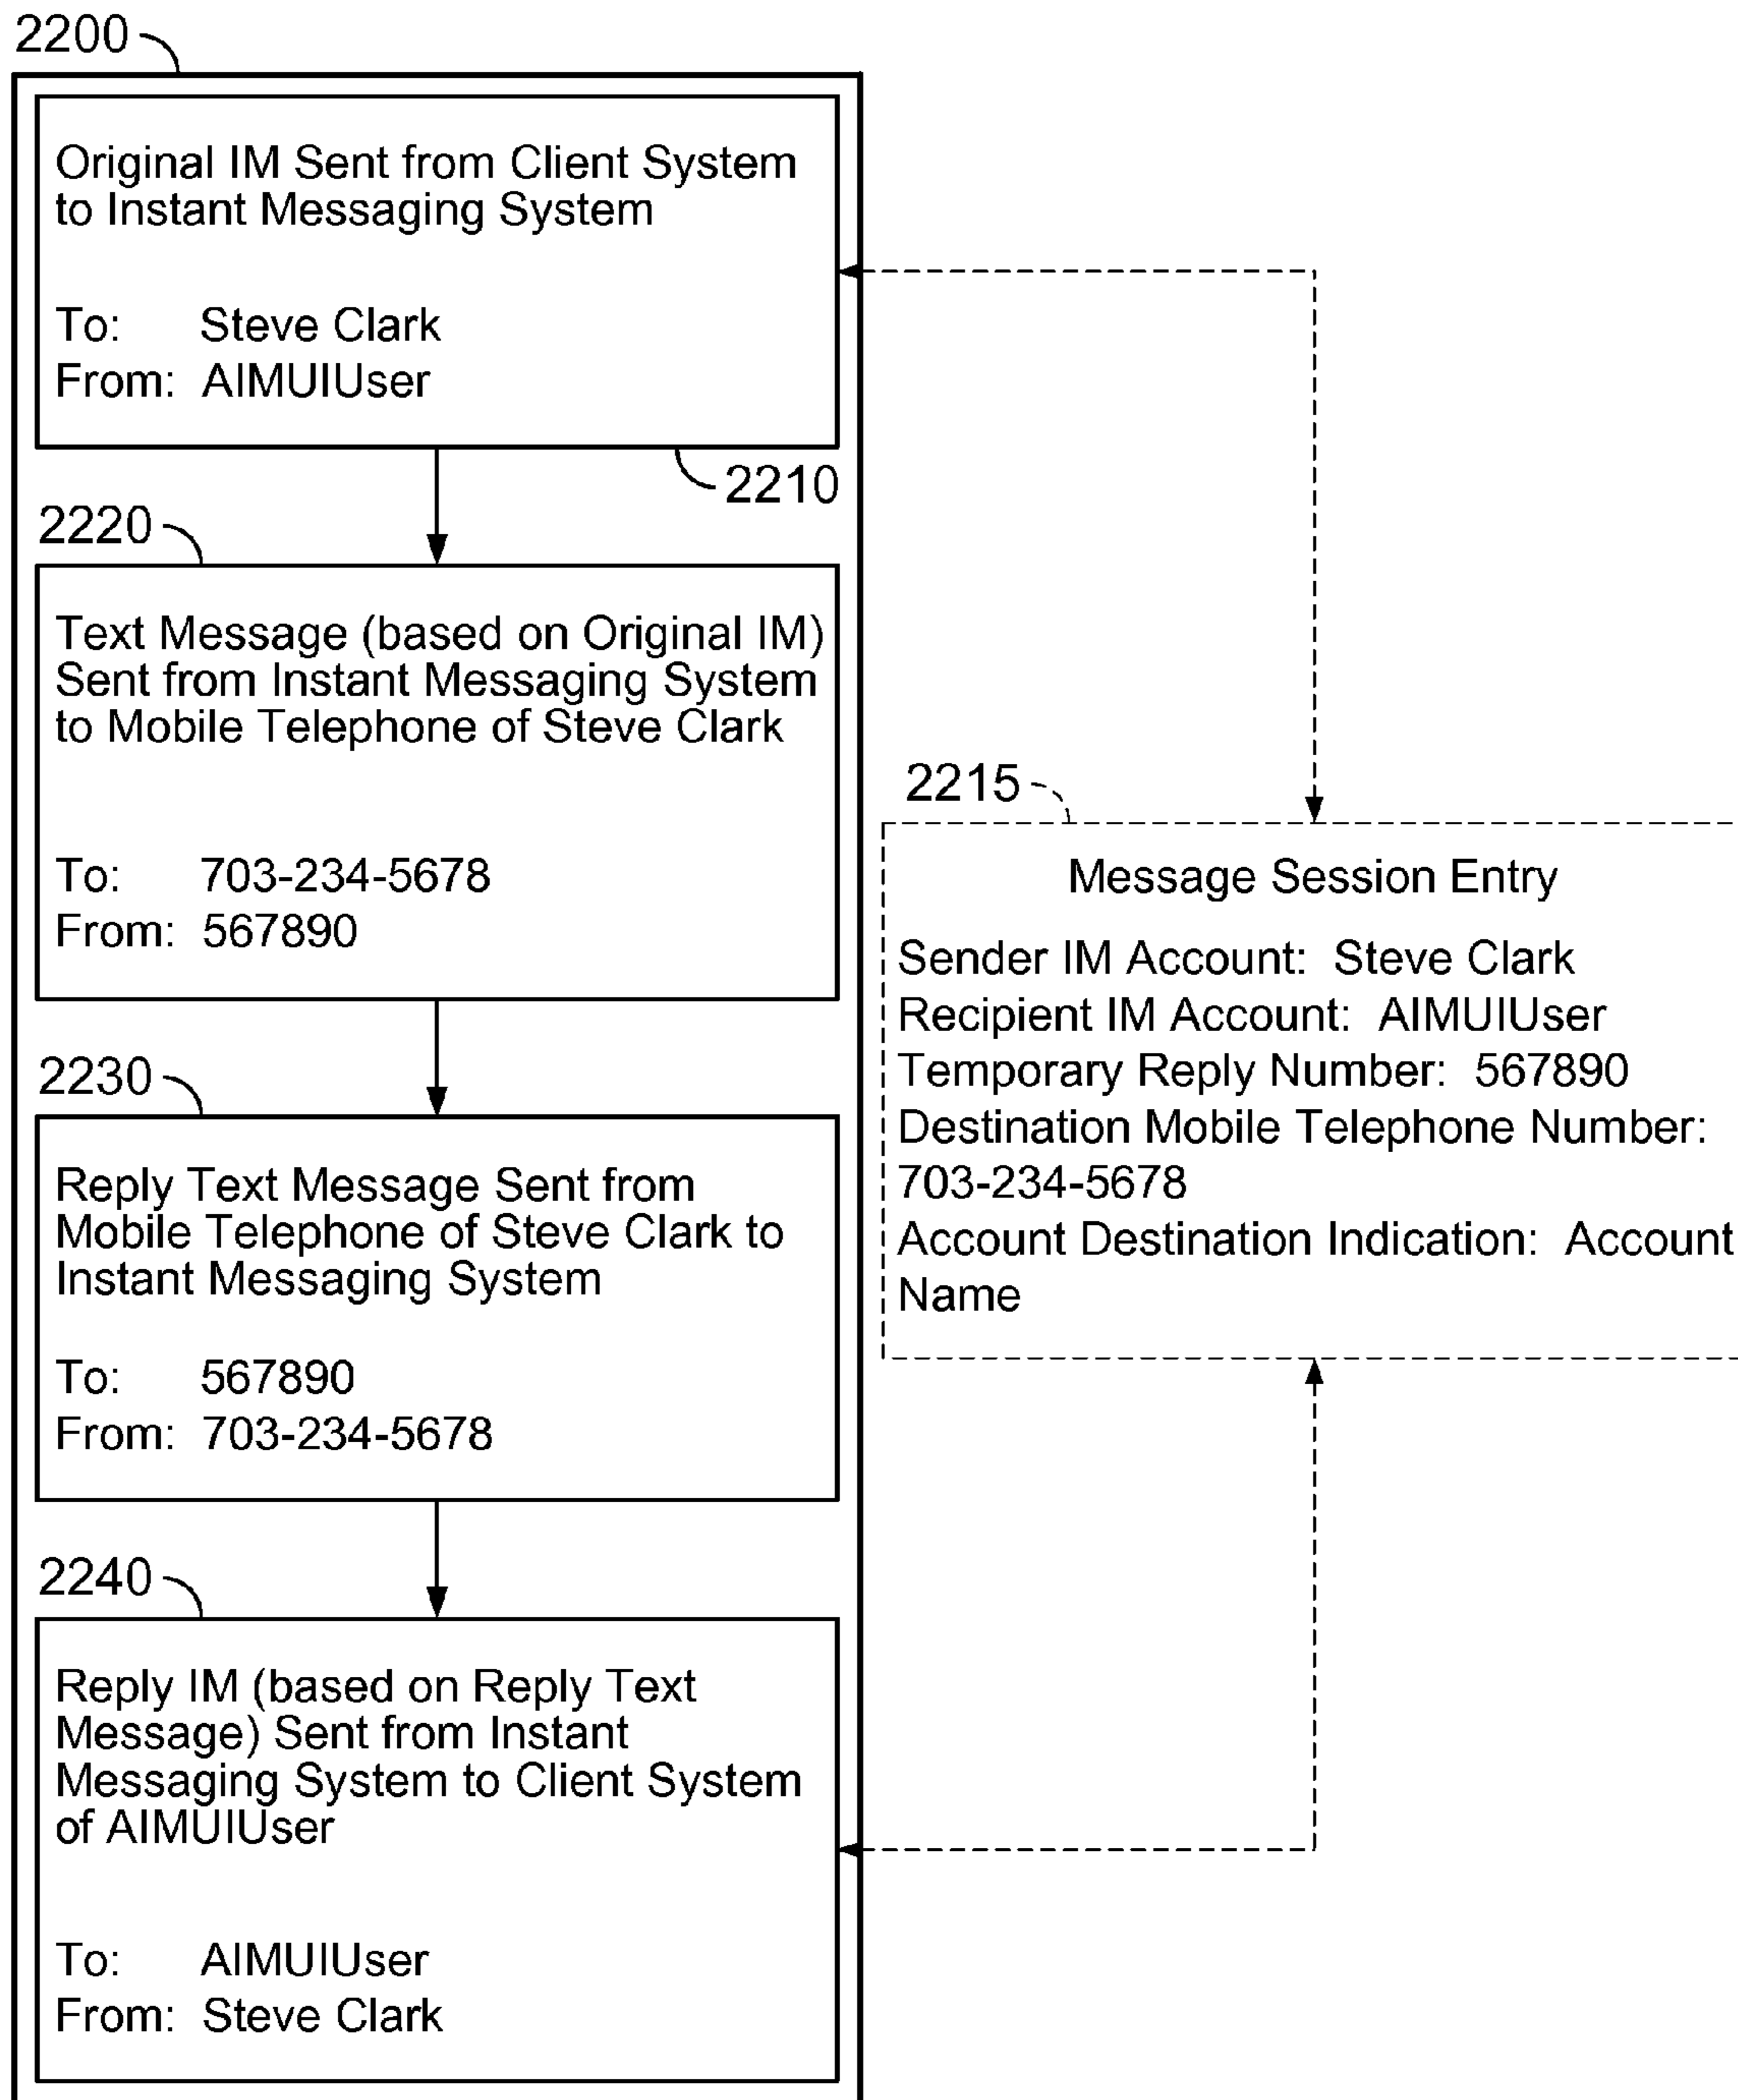 2200
Original IM Sent from Client System
to Instant Messaging System
To: Steve Clark
From: AIMUIUser
2210
2220
Text Message (based on Original IM)
Sent from Instant Messaging System
to Mobile Telephone of Steve Clark
To: 703-234-5678
From: 567890
2215
Message Session Entry
Sender IM Account: Steve Clark
Recipient IM Account: AIMUIUser
Temporary Reply Number: 567890
Destination Mobile Telephone Number:
703-234-5678
Account Destination Indication: Account
Name
2230
Reply Text Message Sent from
Mobile Telephone of Steve Clark to
Instant Messaging System
To: 567890
From: 703-234-5678
2240
Reply IM (based on Reply Text
Message) Sent from Instant
Messaging System to Client System
of AIMUIUser
To: AIMUIUser
From: Steve Clark